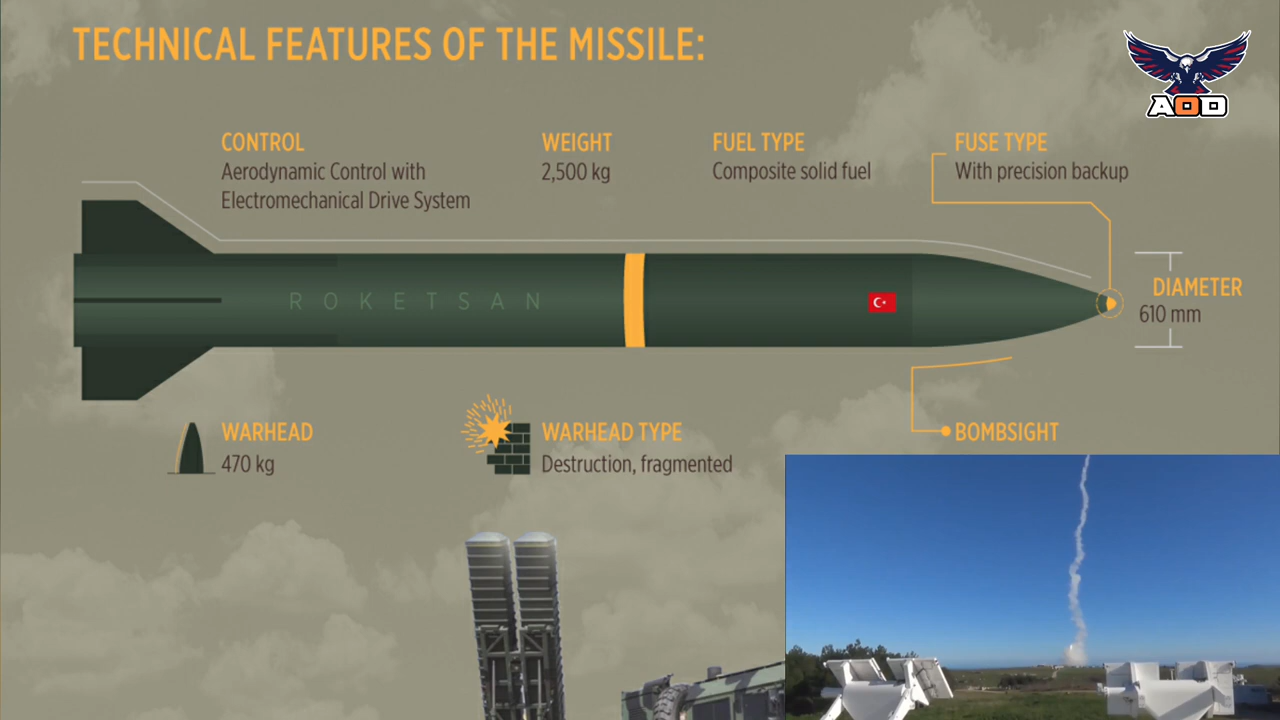 TECHNICAL FEATURES OF THE MISSILE:
AOD
CONTROL
Aerodynamic Control with
Electromechanical Drive System
WEIGHT
2,500 kg
FUEL TYPE
Composite solid fuel
FUSE TYPE
With precision backup
ROKETSAN
DIAMETER
610 mm
WARHEAD
470 kg
WARHEAD TYPE
Destruction, fragmented
BOMBSIGHT